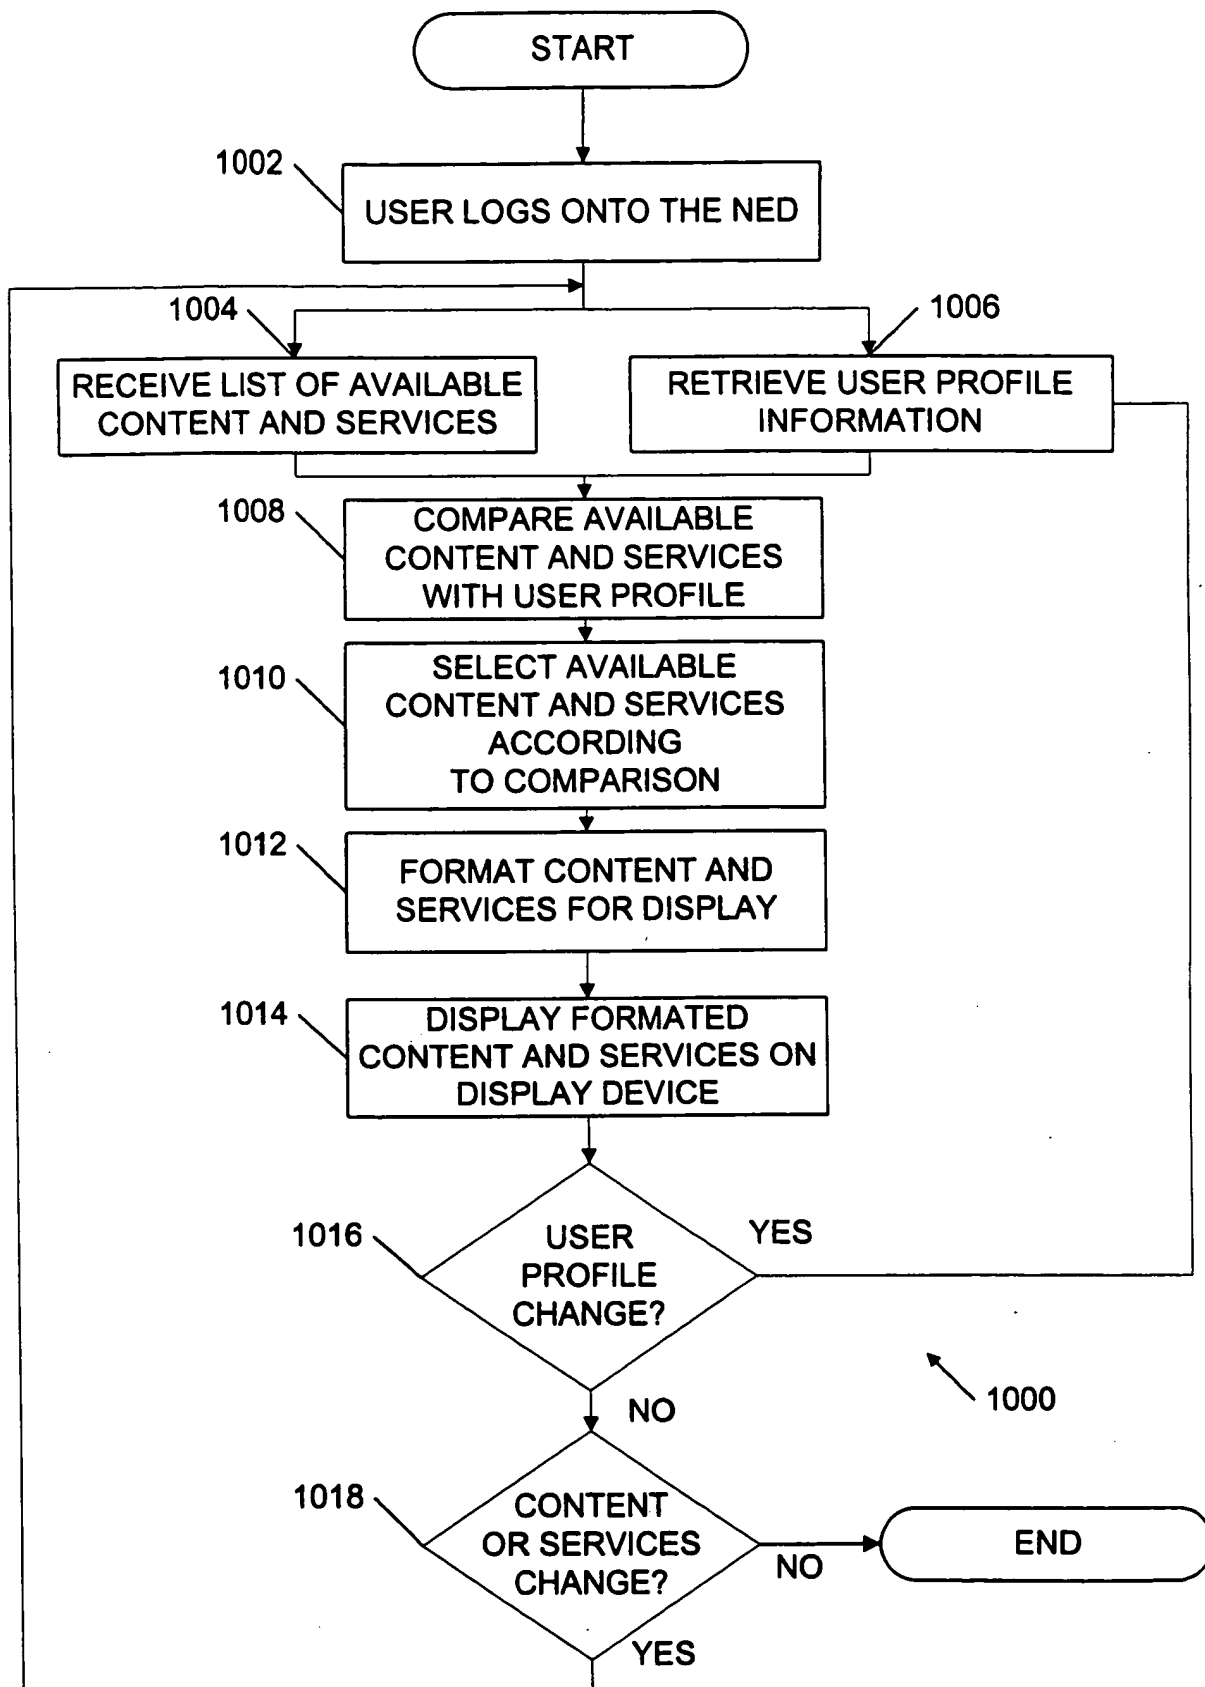 START
1002
USER LOGS ONTO THE NED
1004
1006
RECEIVE LIST OF AVAILABLE
CONTENT AND SERVICES
RETRIEVE USER PROFILE
INFORMATION
1008
COMPARE AVAILABLE
CONTENT AND SERVICES
WITH USER PROFILE
1010
SELECT AVAILABLE
CONTENT AND SERVICES
ACCORDING
TO COMPARISON
1012
FORMAT CONTENT AND
SERVICES FOR DISPLAY
1014
DISPLAY FORMATED
CONTENT AND SERVICES ON
DISPLAY DEVICE
1016
USER
PROFILE
CHANGE?
YES
NO
1000
1018
CONTENT
OR SERVICES
CHANGE?
NO
END
YES